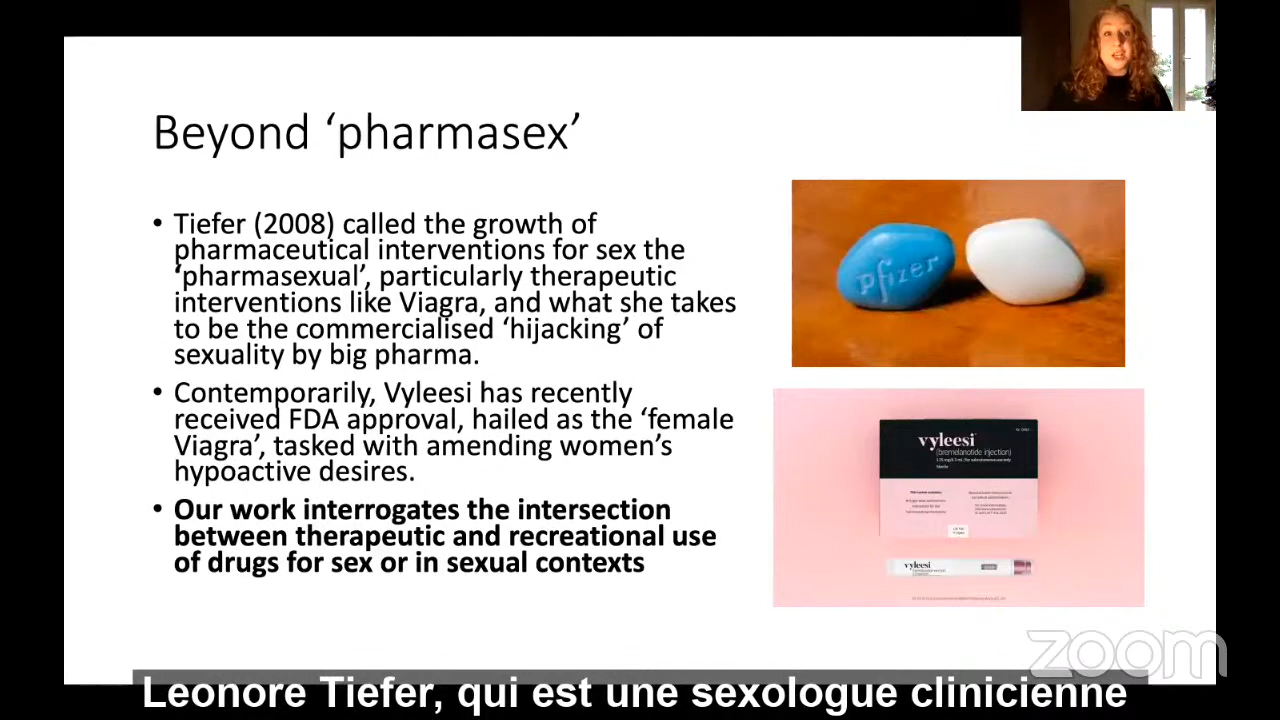 Beyond ‘pharmasex’
• Tiefer (2008) called the growth of
pharmaceutical interventions for sex the
‘pharmasexual’, particularly therapeutic
interventions like Viagra, and what she takes
to be the commercialised ‘hijacking’ of
sexuality by big pharma.
• Contemporarily, Vyleesi has recently
received FDA approval, hailed as the ‘female
Viagra’, tasked with amending women’s
hypoactive desires.
• Our work interrogates the intersection
between therapeutic and recreational use
of drugs for sex or in sexual contexts
pfizer
vyleesi
(bremelanotide injection)
vyleesi
zoom
Leonore Tiefer, qui est une sexologue clinicienne